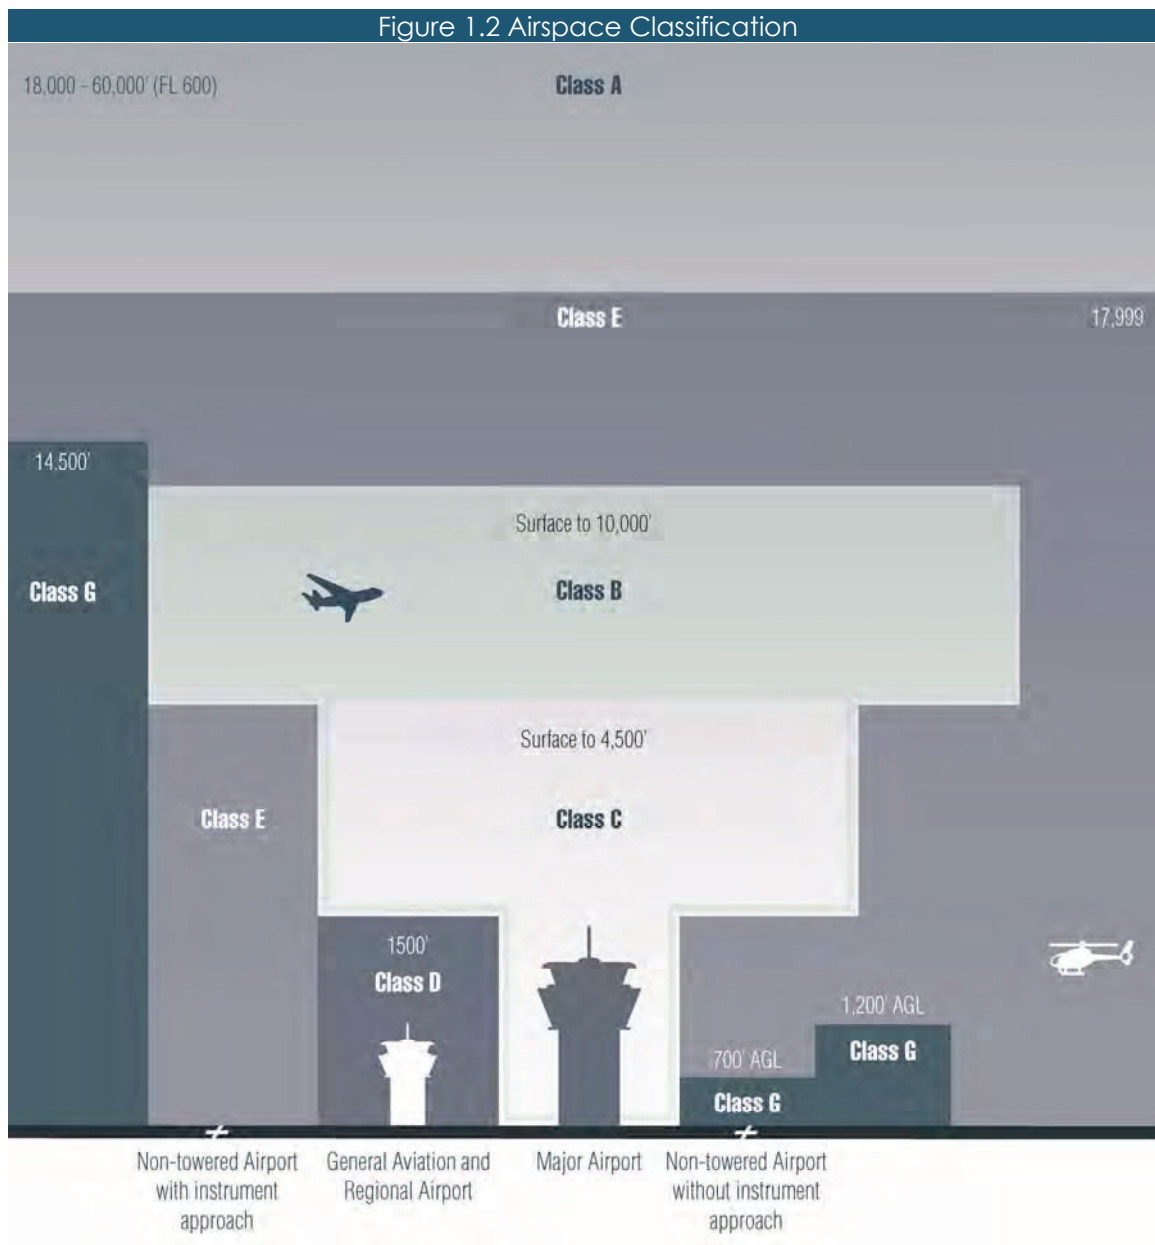 Figure 1.2 Airspace Classification
18,000 - 60,000' (FL 600)
Class A
Class E
17,999
14.500'
Surface to 10,000'
Class G
Class B
Surface to 4,500'
Class E
Class C
1500'
Class D
1,200' AGL
Class G
700' AGL
Class G
Non-towered Airport
with instrument
approach
General Aviation and
Regional Airport
Major Airport
Non-towered Airport
without instrument
approach